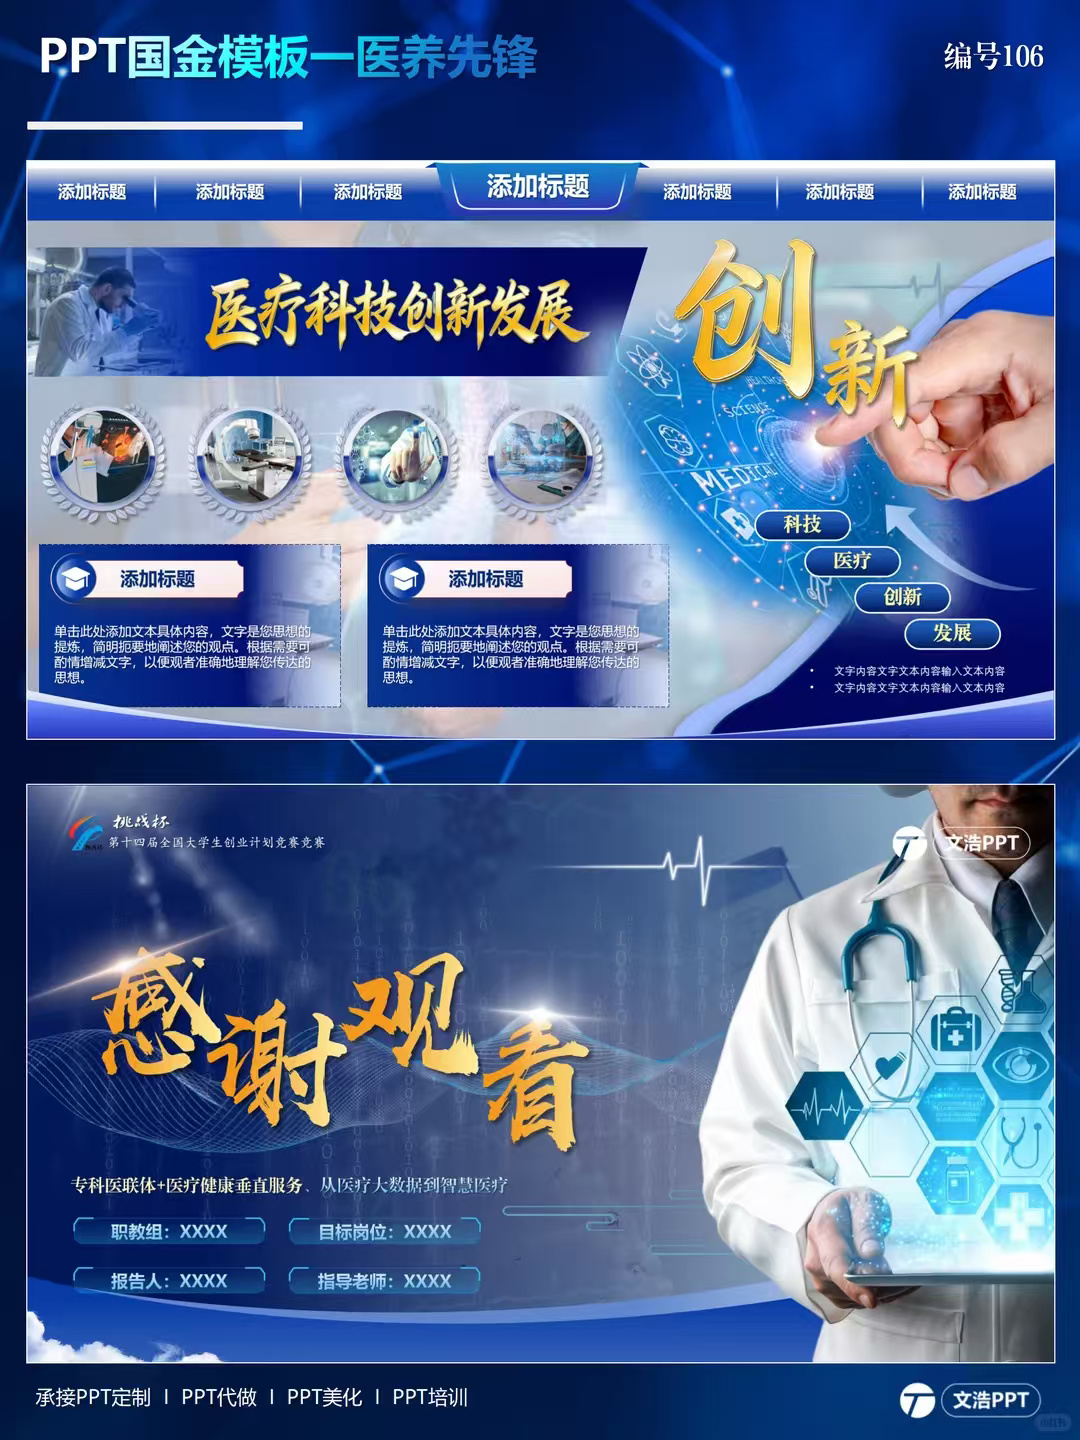 PPT国金模板—医养先锋
编号106
添加标题
添加标题
添加标题
添加标题
添加标题
添加标题
添加标题
医疗科技创新发展
创新
HEALTHCARE
SCIENCE
MEDICAL
科技
医疗
创新
发展
添加标题
单击此处添加文本具体内容，文字是您思想的
提炼，简明扼要地阐述您的观点。根据需要可
酌情增减文字，以便观者准确地理解您传达的
思想。
添加标题
单击此处添加文本具体内容，文字是您思想的
提炼，简明扼要地阐述您的观点。根据需要可
酌情增减文字，以便观者准确地理解您传达的
思想。
• 文字内容文字文本内容输入文本内容
• 文字内容文字文本内容输入文本内容
挑战杯
第十四届全国大学生创业计划竞赛竞赛
文浩PPT
感谢观看
专科医联体+医疗健康垂直服务、从医疗大数据到智慧医疗
职教组：XXXX
目标岗位：XXXX
报告人：XXXX
指导老师：XXXX
承接PPT定制 | PPT代做 | PPT美化 | PPT培训
文浩PPT
小红书